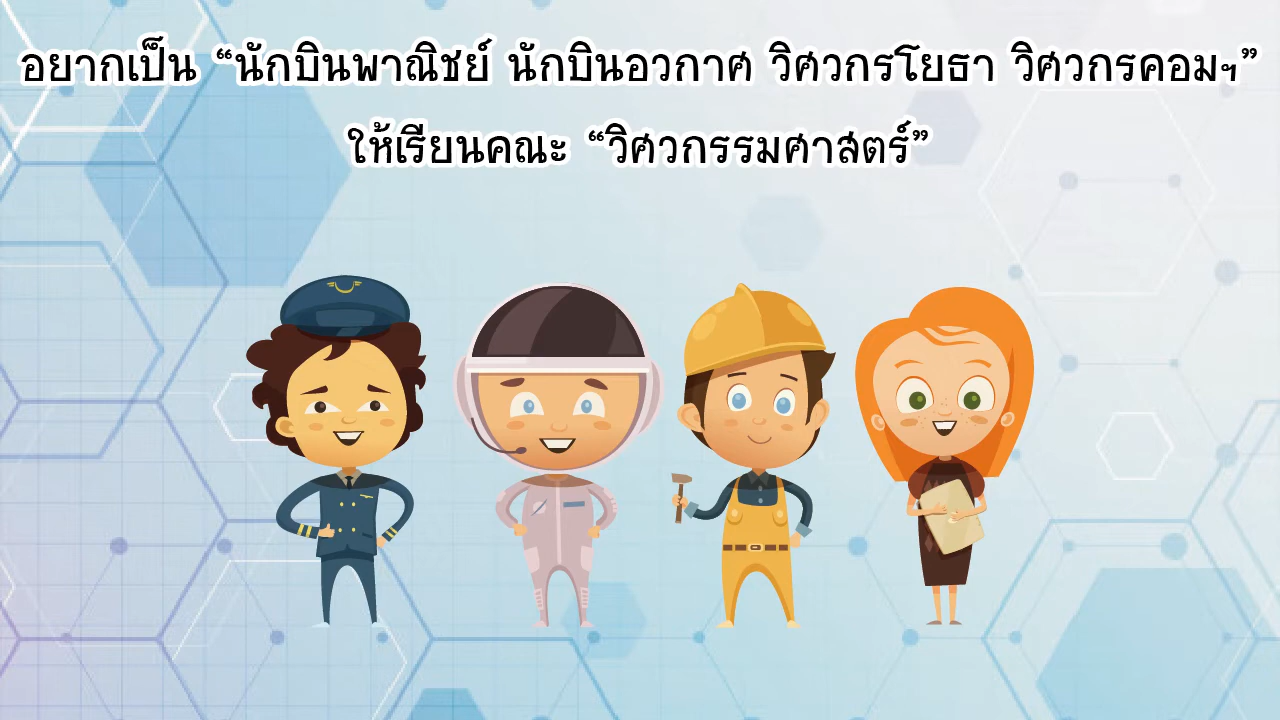 อยากเป็น “นักบินพาณิชย์ นักบินอวกาศ วิศวกรโยธา วิศวกรคอมฯ”
ให้เรียนคณะ “วิศวกรรมศาสตร์”